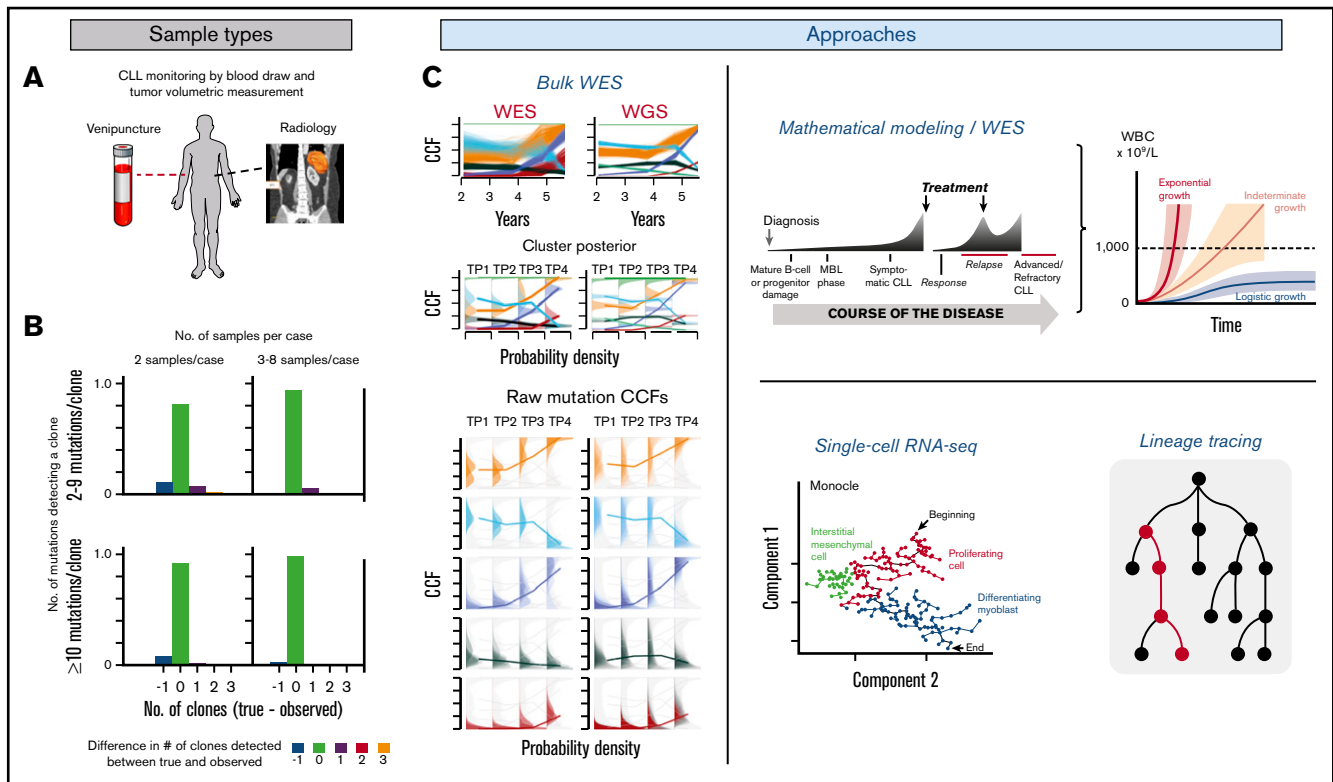 Sample types
Approaches
A
CLL monitoring by blood draw and
tumor volumetric measurement
Venipuncture
Radiology
B
No. of samples per case
2 samples/case
3-8 samples/case
No. of mutations detecting a clone
2-9 mutations/clone
1.0
0
≥10 mutations/clone
1.0
0
-1 0 1 2 3
-1 0 1 2 3
No. of clones (true - observed)
Difference in # of clones detected
between true and observed
-1 0 1 2 3
C
Bulk WES
WES
WGS
CCF
2 3 4 5
2 3 4 5
Years
Years
Cluster posterior
TP1 TP2 TP3 TP4
TP1 TP2 TP3 TP4
CCF
Probability density
Raw mutation CCFs
TP1 TP2 TP3 TP4
TP1 TP2 TP3 TP4
CCF
Probability density
Mathematical modeling / WES
Treatment
Diagnosis
Mature B-cell
or progenitor
damage
MBL
phase
Sympto-
matic CLL
Response
Relapse
Advanced/
Refractory
CLL
COURSE OF THE DISEASE
WBC
x 10⁹/L
Exponential
growth
Indeterminate
growth
1,000
Logistic growth
0
Time
Single-cell RNA-seq
Monocle
Beginning
Interstitial
mesenchymal
cell
Proliferating
cell
Differentiating
myoblast
End
Component 1
Component 2
Lineage tracing